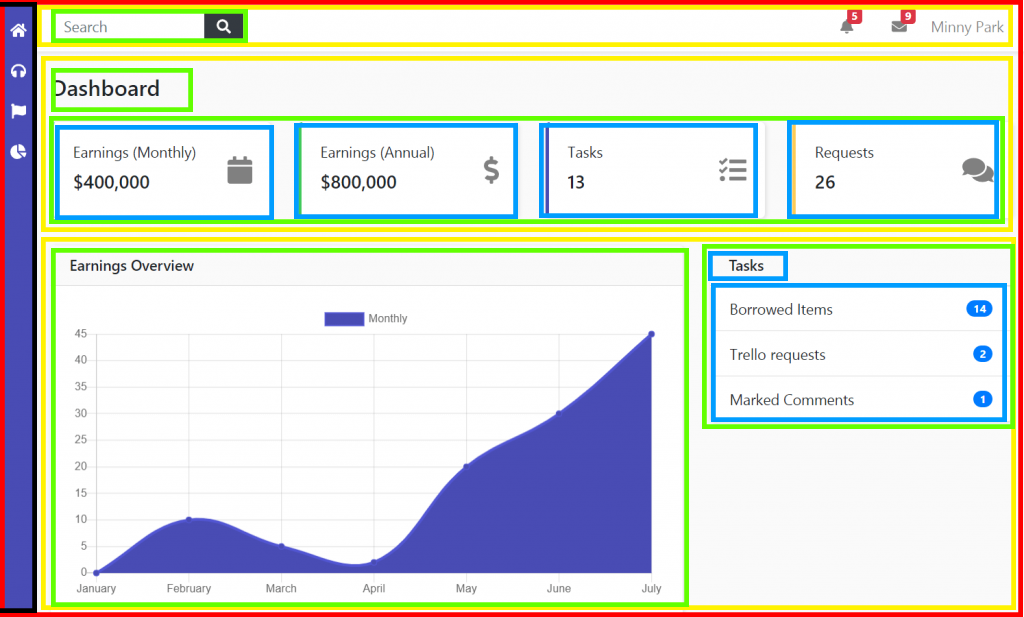 Search
5
9
Minny Park
Dashboard
Earnings (Monthly)
$400,000
Earnings (Annual)
$800,000
Tasks
13
Requests
26
Earnings Overview
Monthly
45
40
35
30
25
20
15
10
5
0
January February March April May June July
Tasks
Borrowed Items 14
Trello requests 2
Marked Comments 1